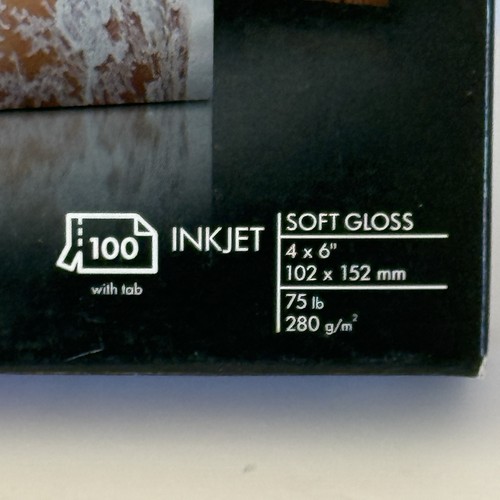 100
with tab
INKJET
SOFT GLOSS
4 x 6"
102 x 152 mm
75 lb
280 g/m²